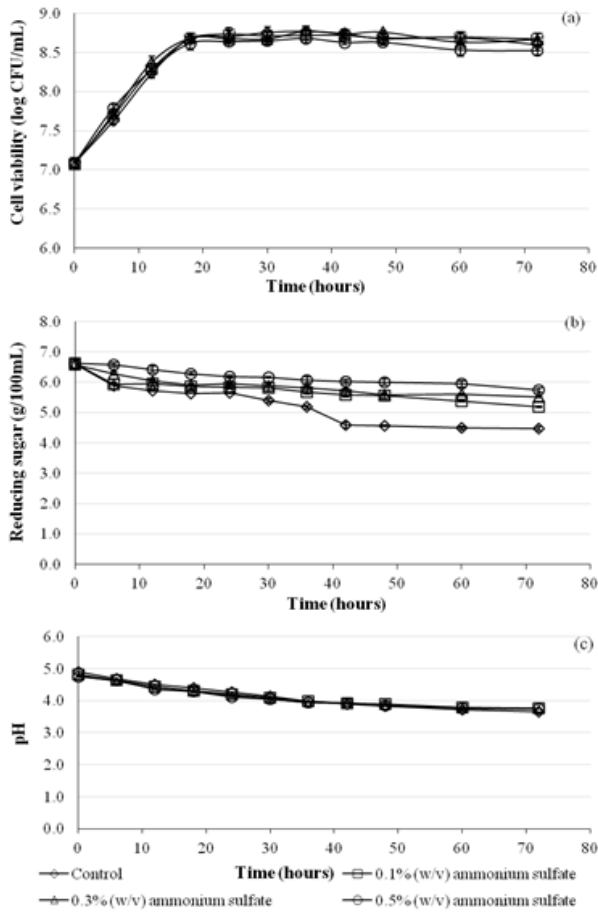 (a)
Cell viability (log CFU/mL)
9.0
8.5
8.0
7.5
7.0
6.5
6.0
0 10 20 30 40 50 60 70 80
Time (hours)
(b)
Reducing sugar (g/100mL)
8.0
7.0
6.0
5.0
4.0
3.0
2.0
1.0
0.0
0 10 20 30 40 50 60 70 80
Time (hours)
(c)
pH
6.0
5.0
4.0
3.0
2.0
1.0
0.0
0 10 20 30 40 50 60 70 80
Time (hours)
Control
0.1% (w/v) ammonium sulfate
0.3% (w/v) ammonium sulfate
0.5% (w/v) ammonium sulfate